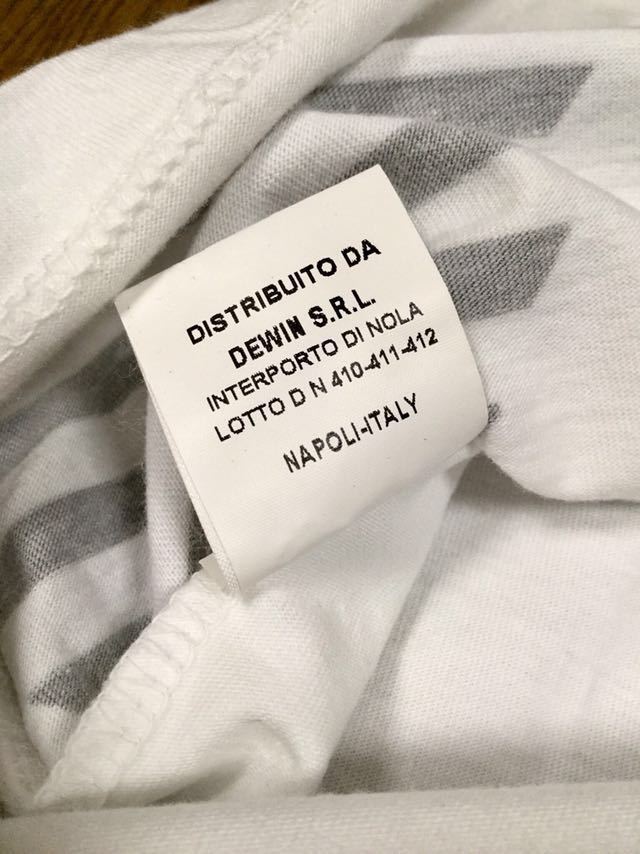 DISTRIBUITO DA
DEWIN S.R.L.
INTERPORTO DI NOLA
LOTTO D N 410-411-412
NAPOLI-ITALY